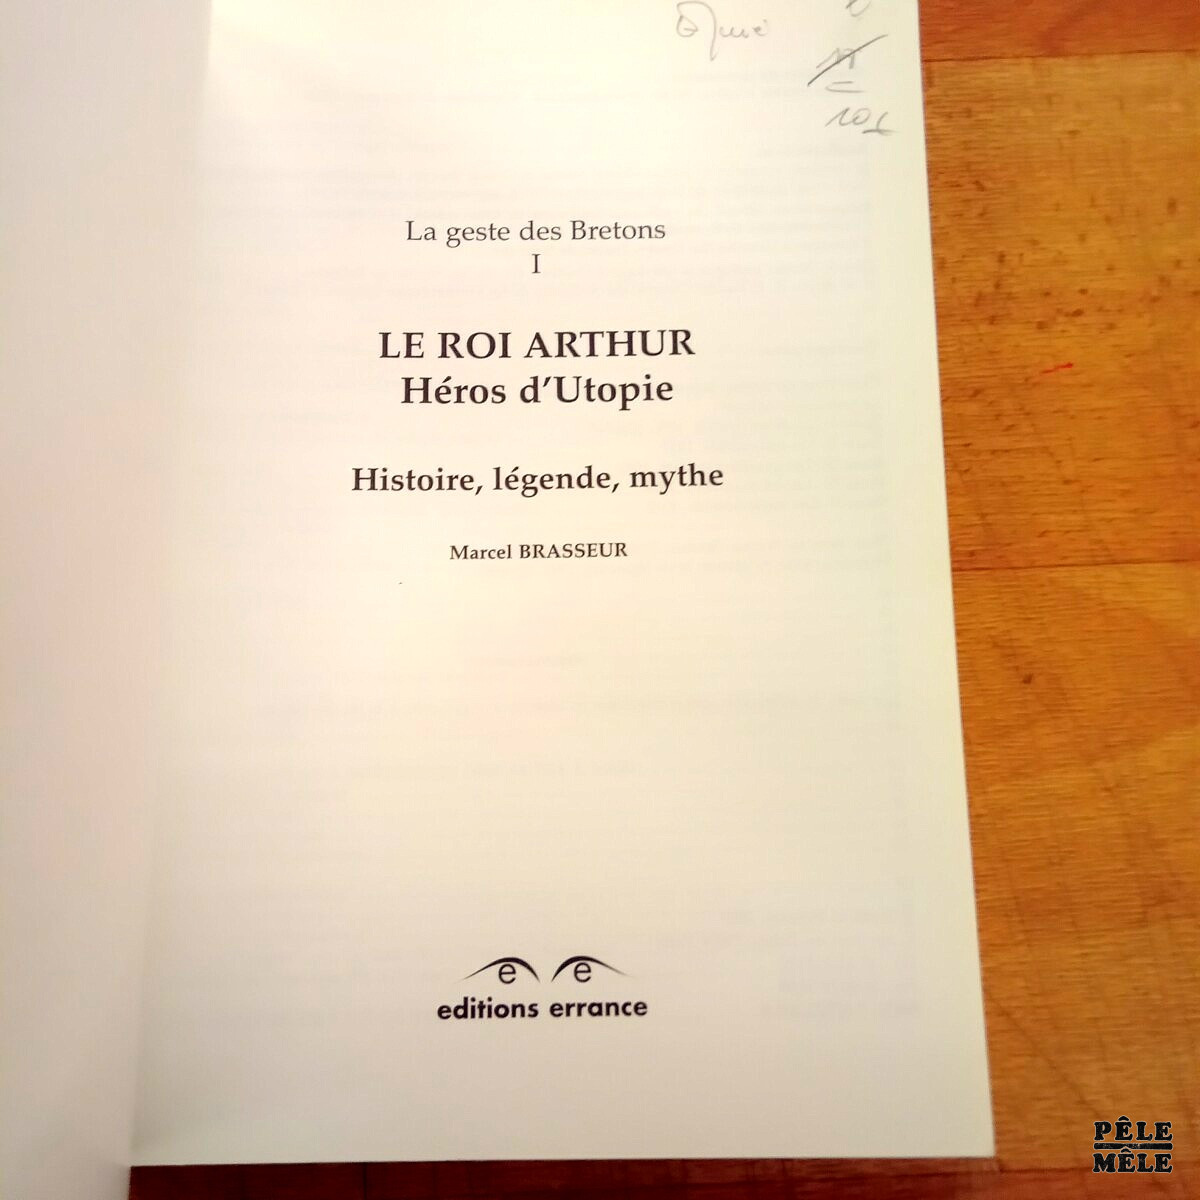 La geste des Bretons
I
LE ROI ARTHUR
Héros d'Utopie
Histoire, légende, mythe
Marcel BRASSEUR
e e
editions errance
PÊLE
MÊLE